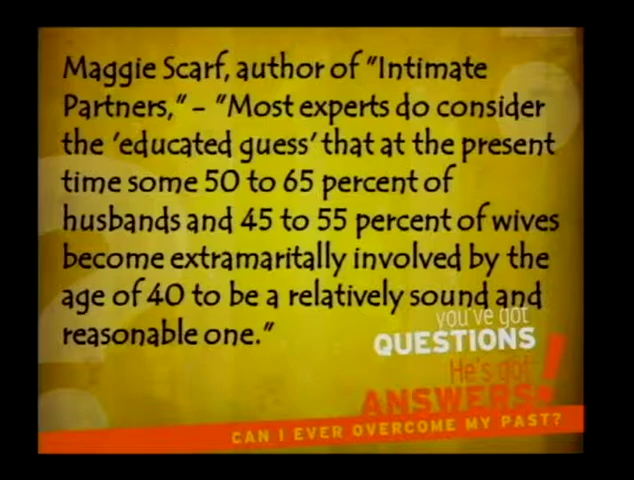 Maggie Scarf, author of "Intimate
Partners," – "Most experts do consider
the 'educated guess' that at the present
time some 50 to 65 percent of
husbands and 45 to 55 percent of wives
become extramaritally involved by the
age of 40 to be a relatively sound and
reasonable one."
you've got
QUESTIONS
He's got
ANSWERS!
CAN I EVER OVERCOME MY PAST?